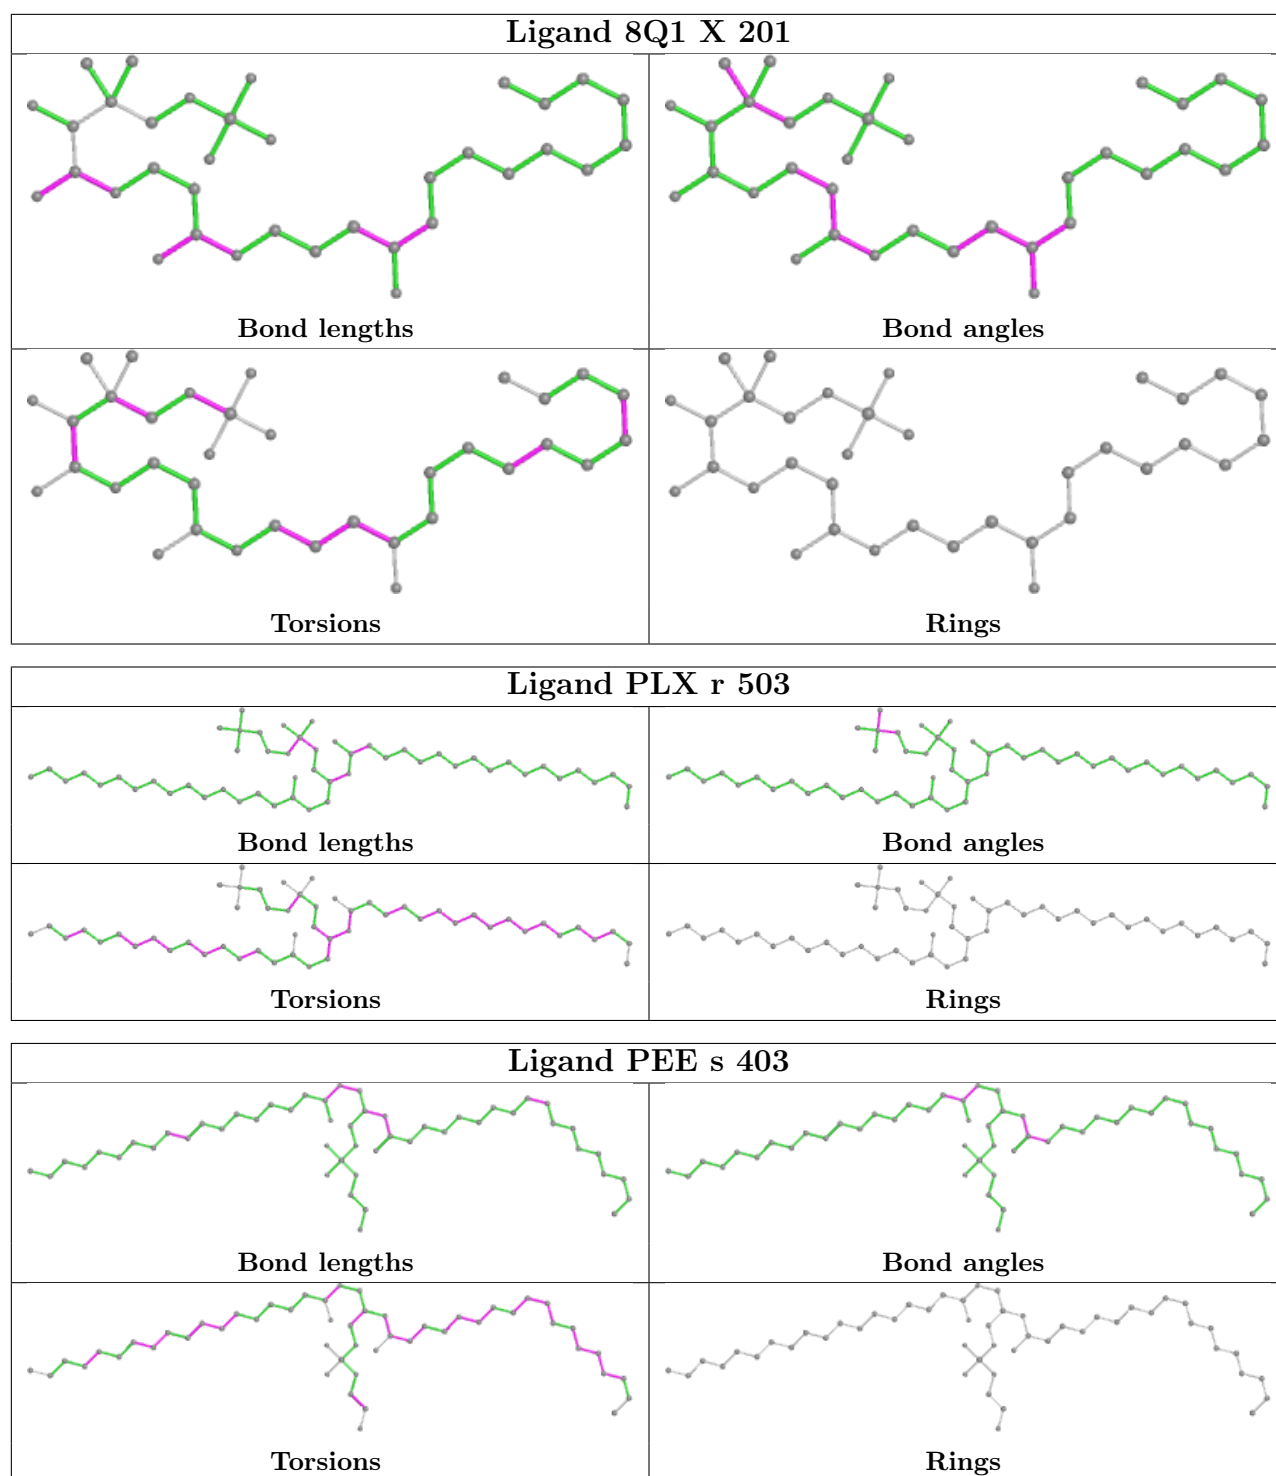 Ligand 8Q1 X 201
Bond lengths
Bond angles
Torsions
Rings
Ligand PLX r 503
Bond lengths
Bond angles
Torsions
Rings
Ligand PEE s 403
Bond lengths
Bond angles
Torsions
Rings